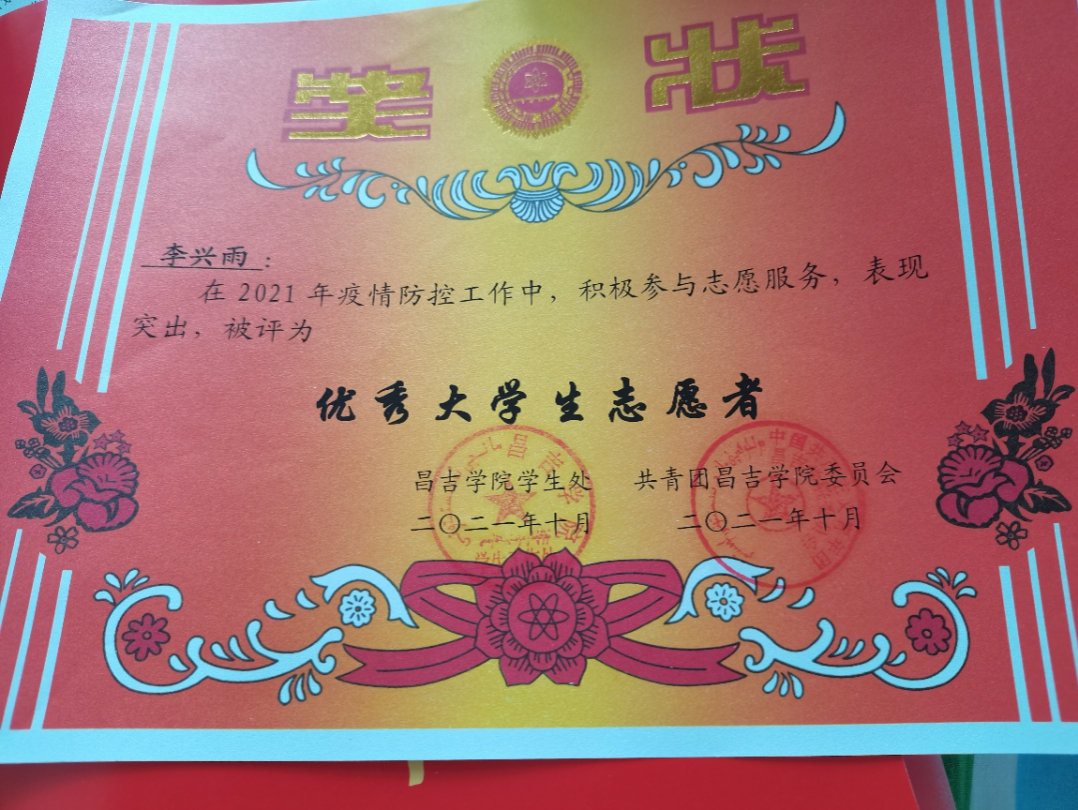 奖状
李兴雨：
在 2021 年疫情防控工作中，积极参与志愿服务，表现
突出，被评为
优秀大学生志愿者
昌吉学院学生处 共青团昌吉学院委员会
二〇二一年十月 二〇二一年十月